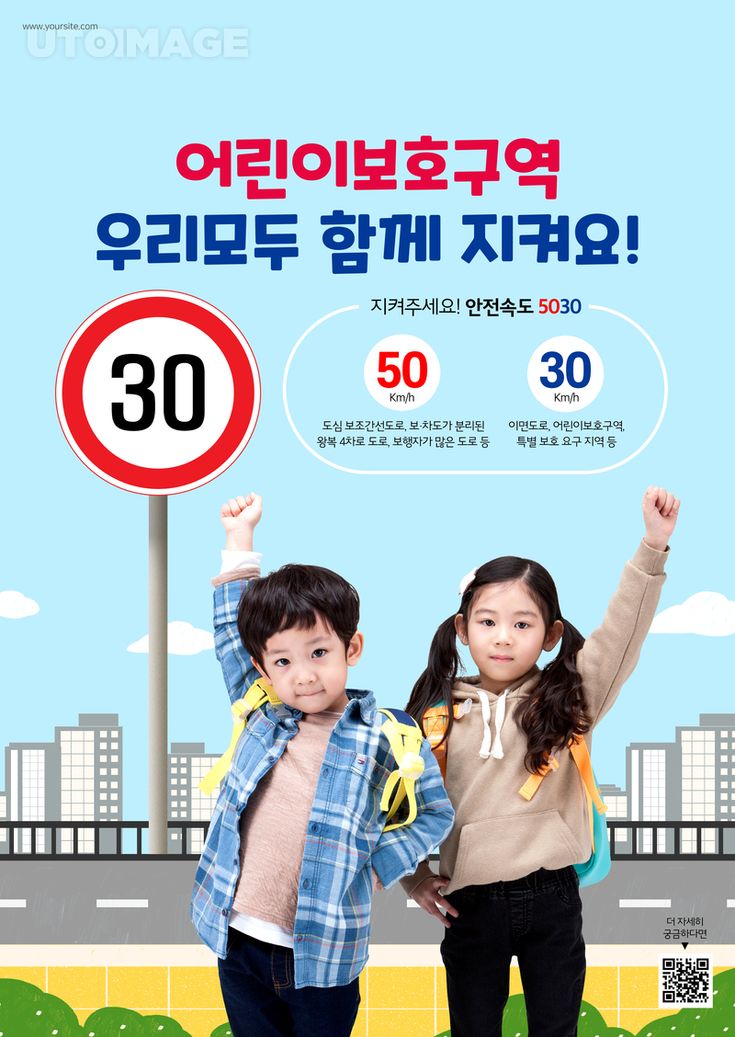 www.yoursite.com
UTOIMAGE
어린이보호구역
우리모두 함께 지켜요!
지켜주세요! 안전속도 5030
30
50
Km/h
도심 보조간선도로, 보·차도가 분리된
왕복 4차로 도로, 보행자가 많은 도로 등
30
Km/h
이면도로, 어린이보호구역,
특별 보호 요구 지역 등
더 자세히
궁금하다면